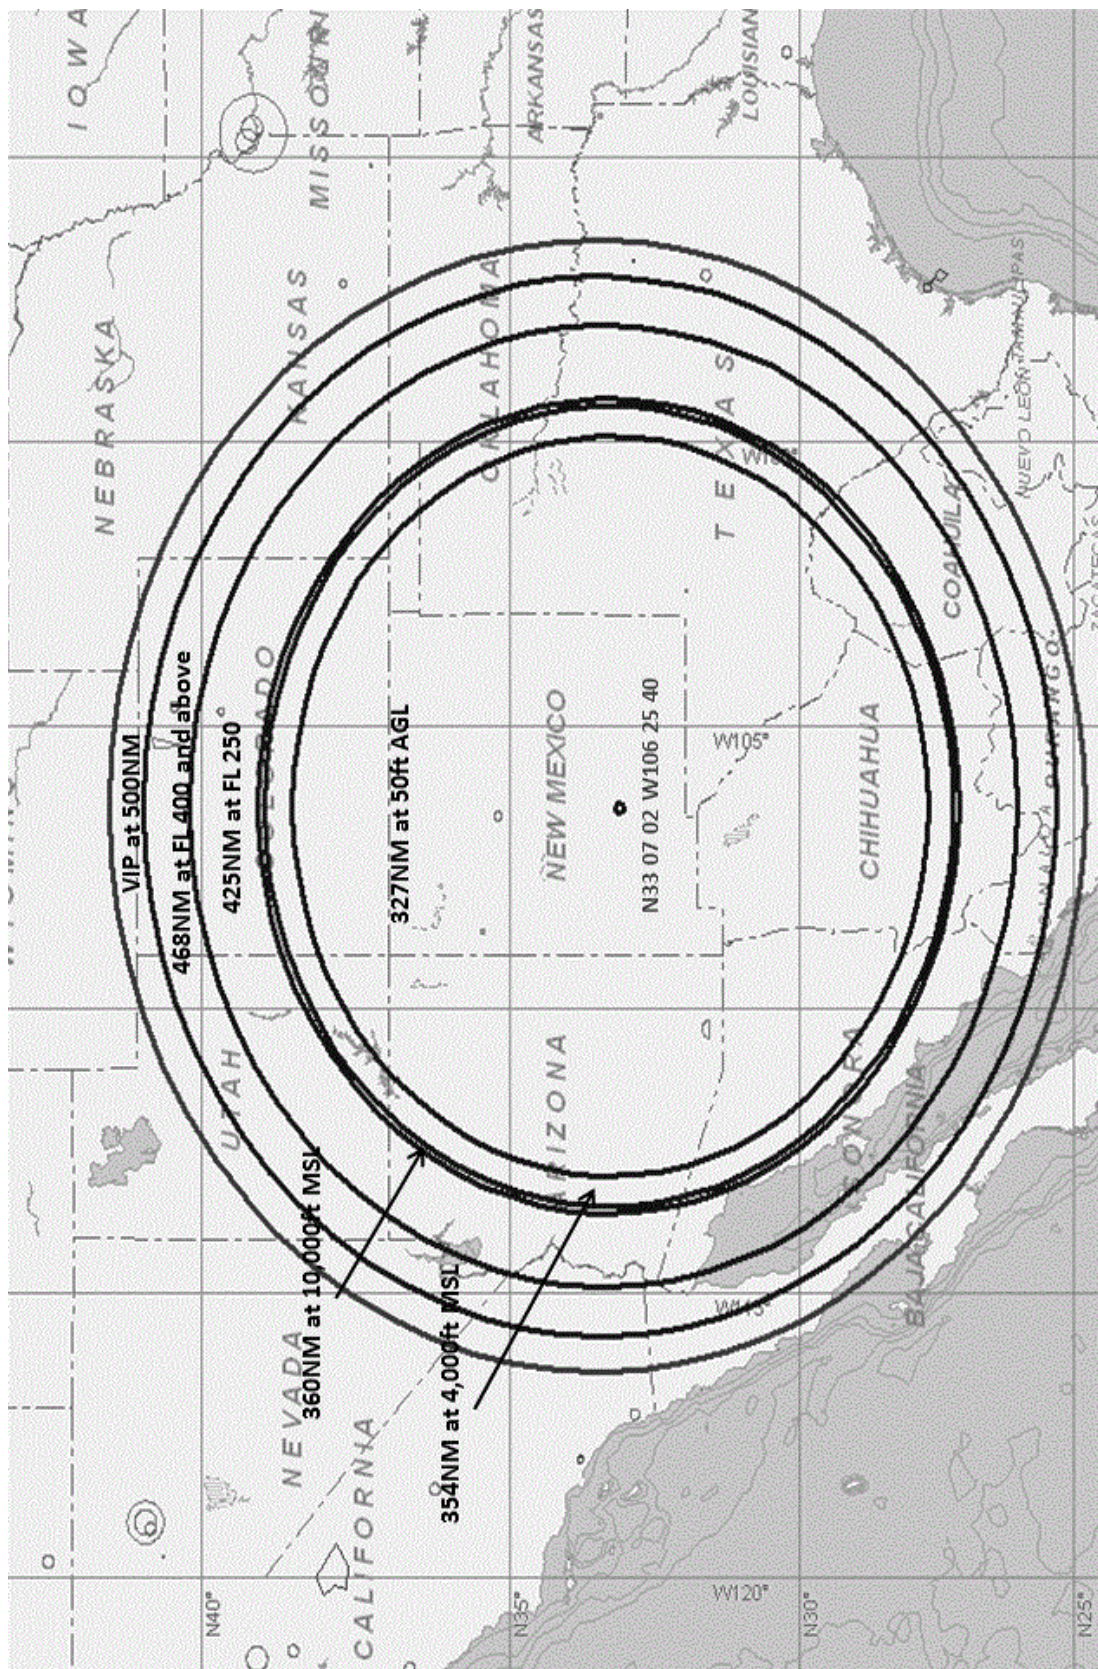 VIP at 500NM
468NM at FL 400 and above
425NM at FL 250
327NM at 50ft AGL
360NM at 10,000ft MSL
354NM at 4,000ft MSL
N33 07 02 W106 25 40
IOWA
NEBRASKA
MISSOURI
KANSAS
COLORADO
UTAH
NEVADA
CALIFORNIA
OKLAHOMA
ARKANSAS
NEW MEXICO
ARIZONA
TEXAS
LOUISIAN
CHIHUAHUA
SONORA
BAJA CALIFORNIA
COAHUILA
NUEVO LEON
TAMAULIPAS
SINALOA
DURANGO
ZACATECAS
W105°
W115°
W120°
N40°
N35°
N30°
N25°